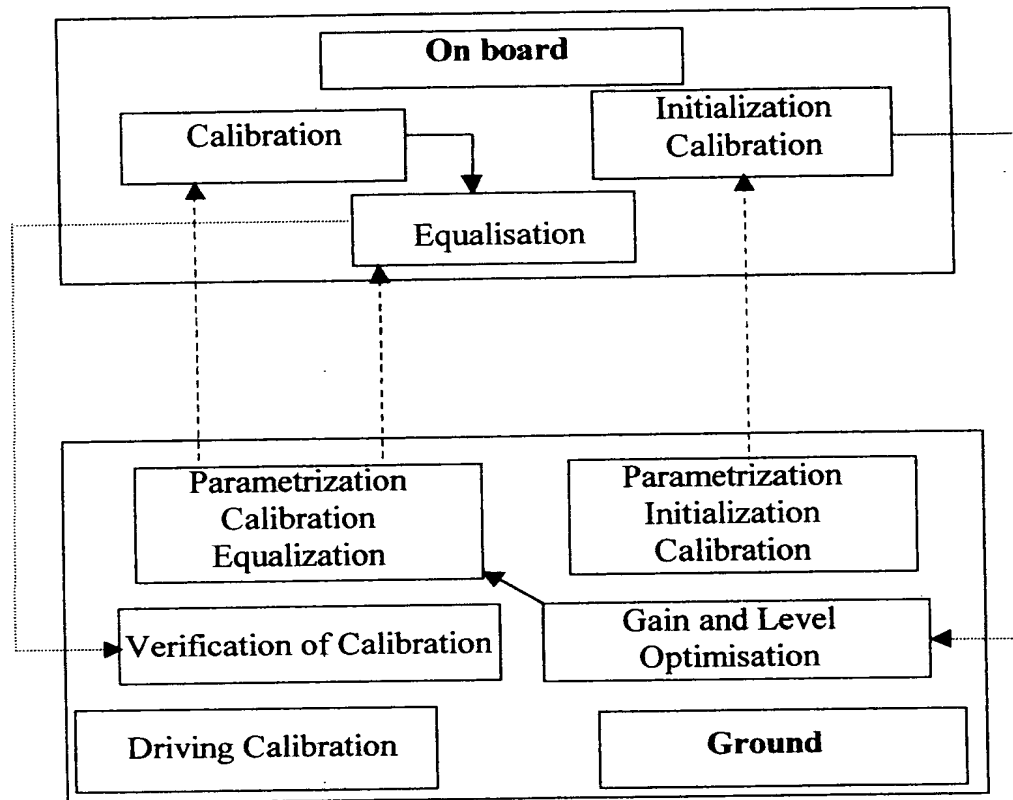 On board
Calibration
Initialization
Calibration
Equalisation
Parametrization
Calibration
Equalization
Parametrization
Initialization
Calibration
Verification of Calibration
Gain and Level
Optimisation
Driving Calibration
Ground